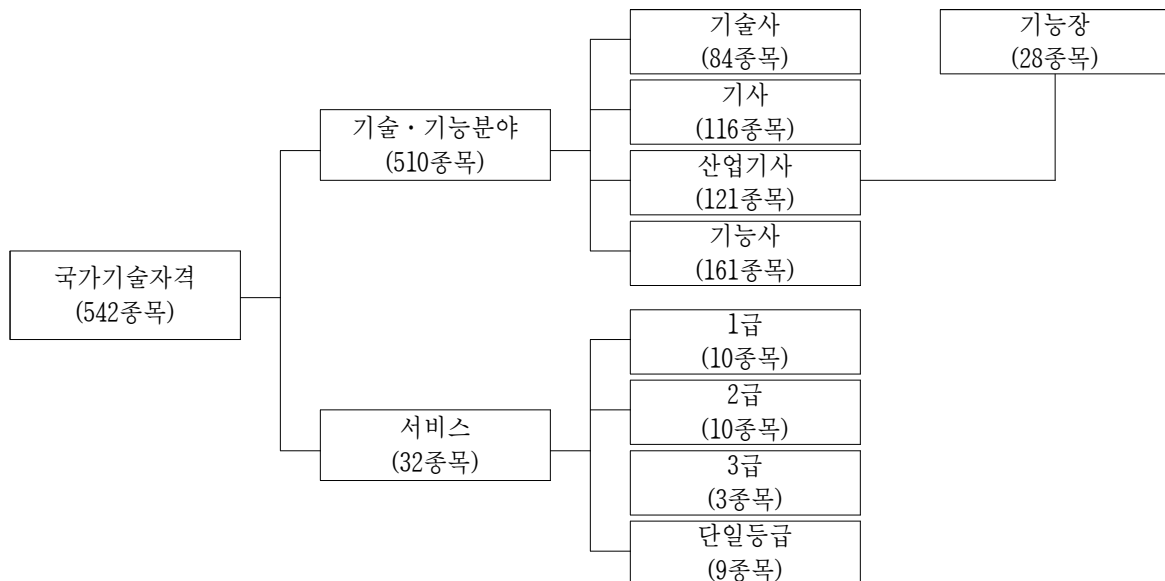 기술사
(84종목)
기능장
(28종목)
기사
(116종목)
기술·기능분야
(510종목)
산업기사
(121종목)
기능사
(161종목)
국가기술자격
(542종목)
1급
(10종목)
2급
(10종목)
서비스
(32종목)
3급
(3종목)
단일등급
(9종목)